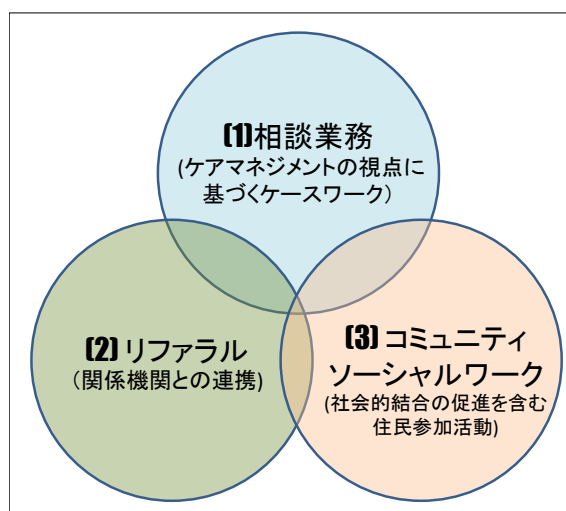 (1)相談業務
(ケアマネジメントの視点に
基づくケースワーク）
(2) リファラル
（関係機関との連携)
(3) コミュニティ
ソーシャルワーク
(社会的結合の促進を含む
住民参加活動)